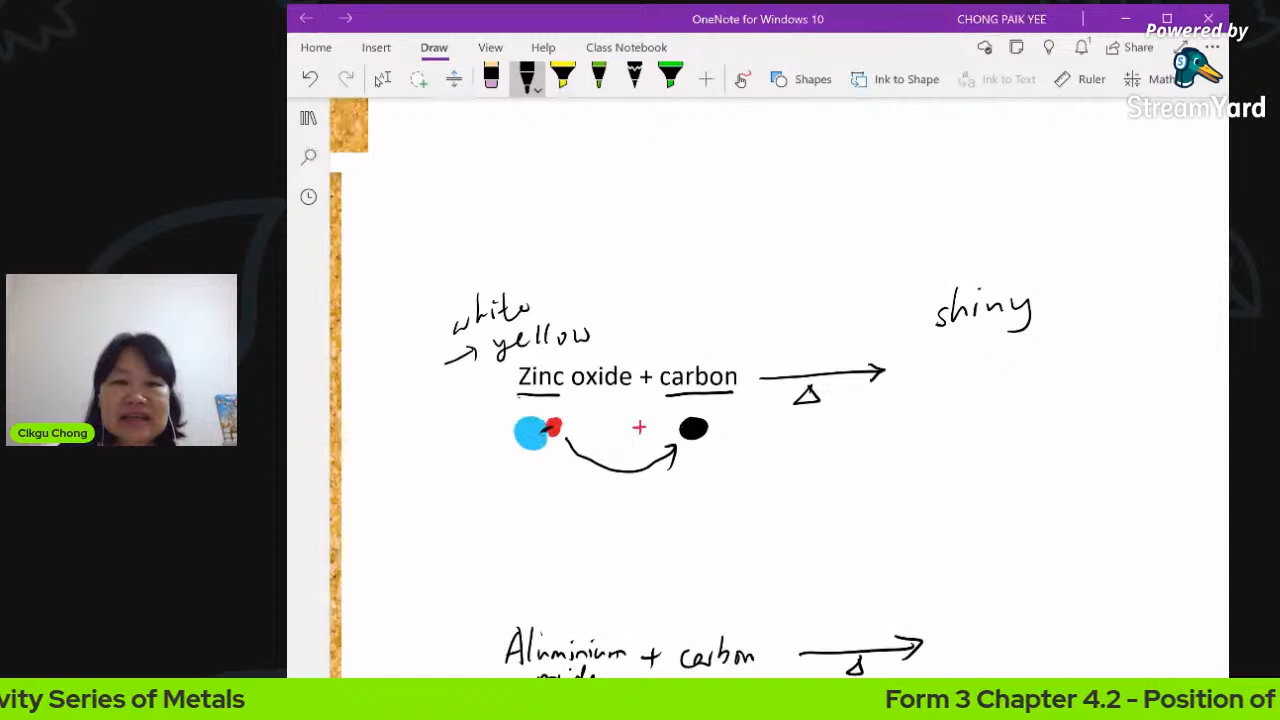 OneNote for Windows 10
CHONG PAIK YEE
Powered by
StreamYard
Home Insert Draw View Help Class Notebook Share
Shapes Ink to Shape Ink to Text Ruler Math
white
→ yellow
shiny
Zinc oxide + carbon → Δ
+
Aluminium + carbon → Δ
oxide
Cikgu Chong
vity Series of Metals
Form 3 Chapter 4.2 - Position of